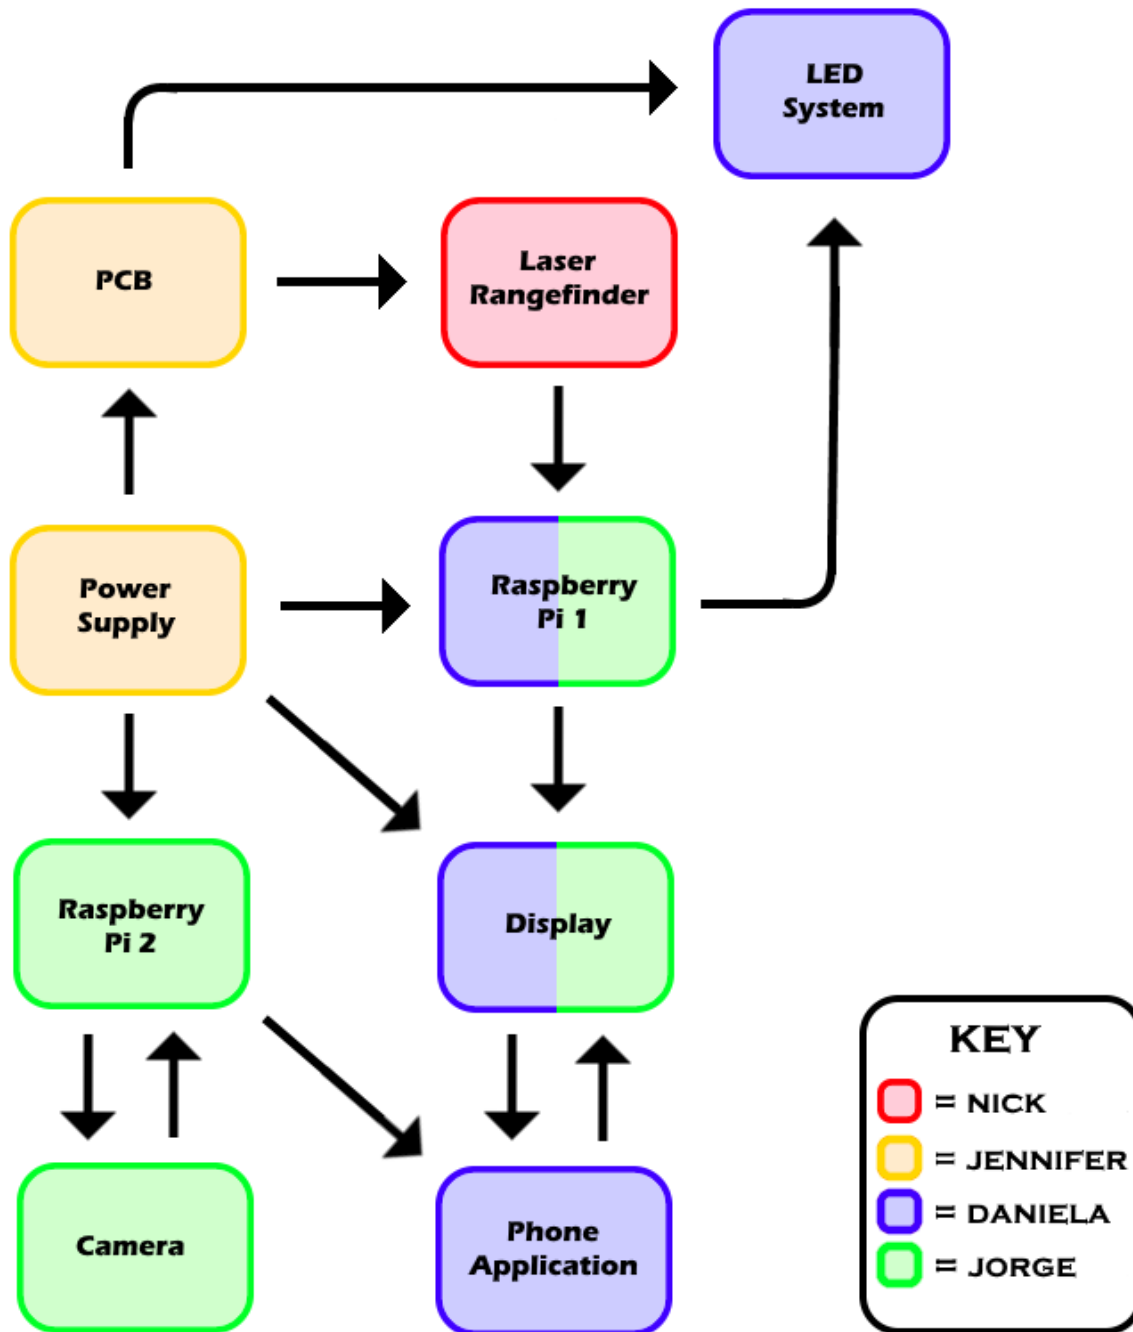 LED
System
PCB
Laser
Rangefinder
Power
Supply
Raspberry
Pi 1
Raspberry
Pi 2
Display
Camera
Phone
Application
KEY
= NICK
= JENNIFER
= DANIELA
= JORGE